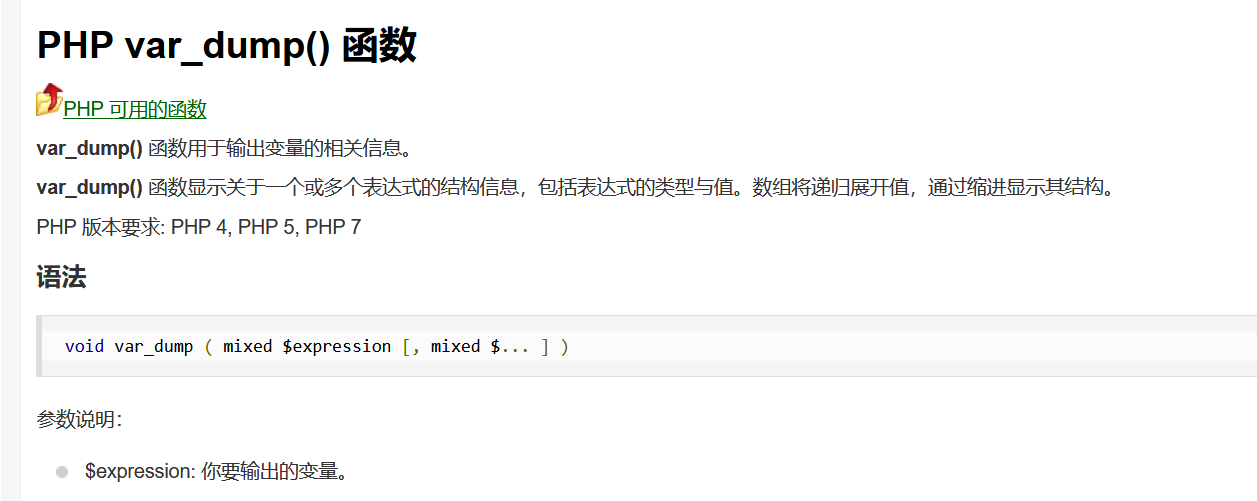 PHP var_dump() 函数
PHP 可用的函数
var_dump() 函数用于输出变量的相关信息。
var_dump() 函数显示关于一个或多个表达式的结构信息，包括表达式的类型与值。数组将递归展开值，通过缩进显示其结构。
PHP 版本要求: PHP 4, PHP 5, PHP 7
语法
void var_dump ( mixed $expression [, mixed $... ] )
参数说明：
$expression: 你要输出的变量。